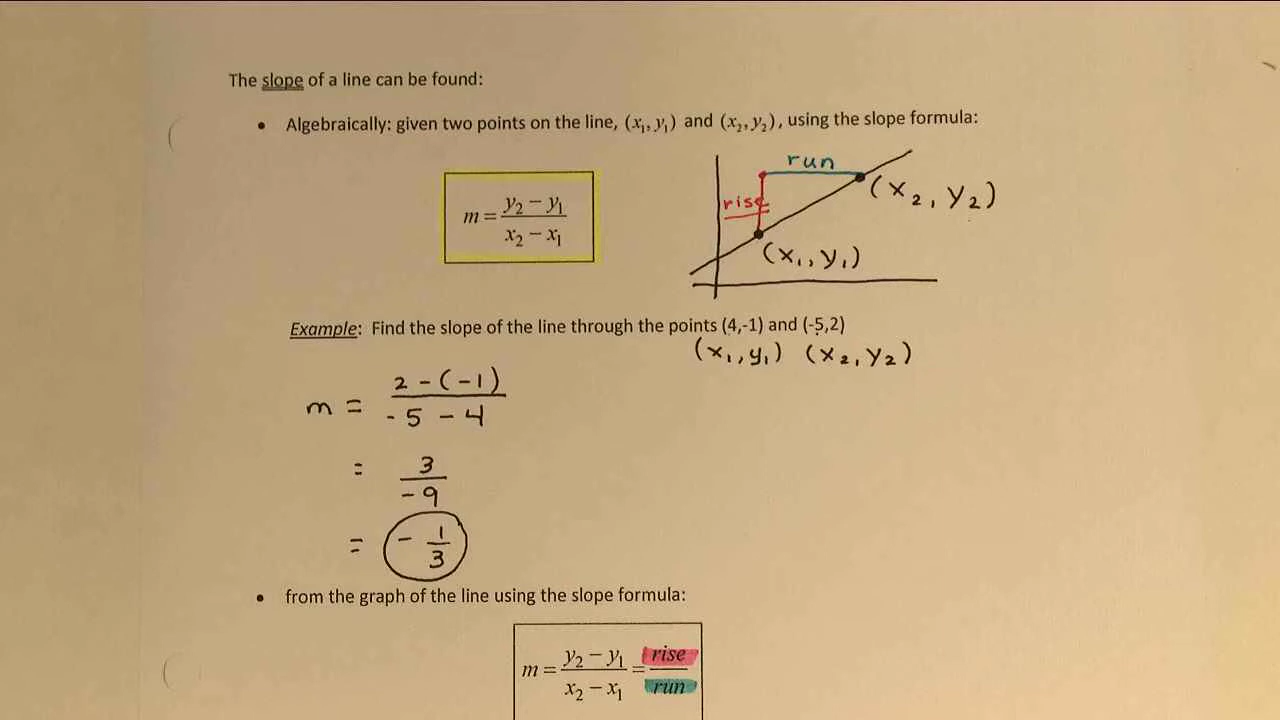 The slope of a line can be found:
• Algebraically: given two points on the line, (x₁, y₁) and (x₂, y₂), using the slope formula:
run
rise
(x₂, y₂)
m = y₂ − y₁ / x₂ − x₁
(x₁, y₁)
Example: Find the slope of the line through the points (4,-1) and (-5,2)
(x₁, y₁) (x₂, y₂)
m = 2 - (-1) / -5 - 4
= 3 / -9
= - 1/3
• from the graph of the line using the slope formula:
m = y₂ − y₁ / x₂ − x₁ = rise / run